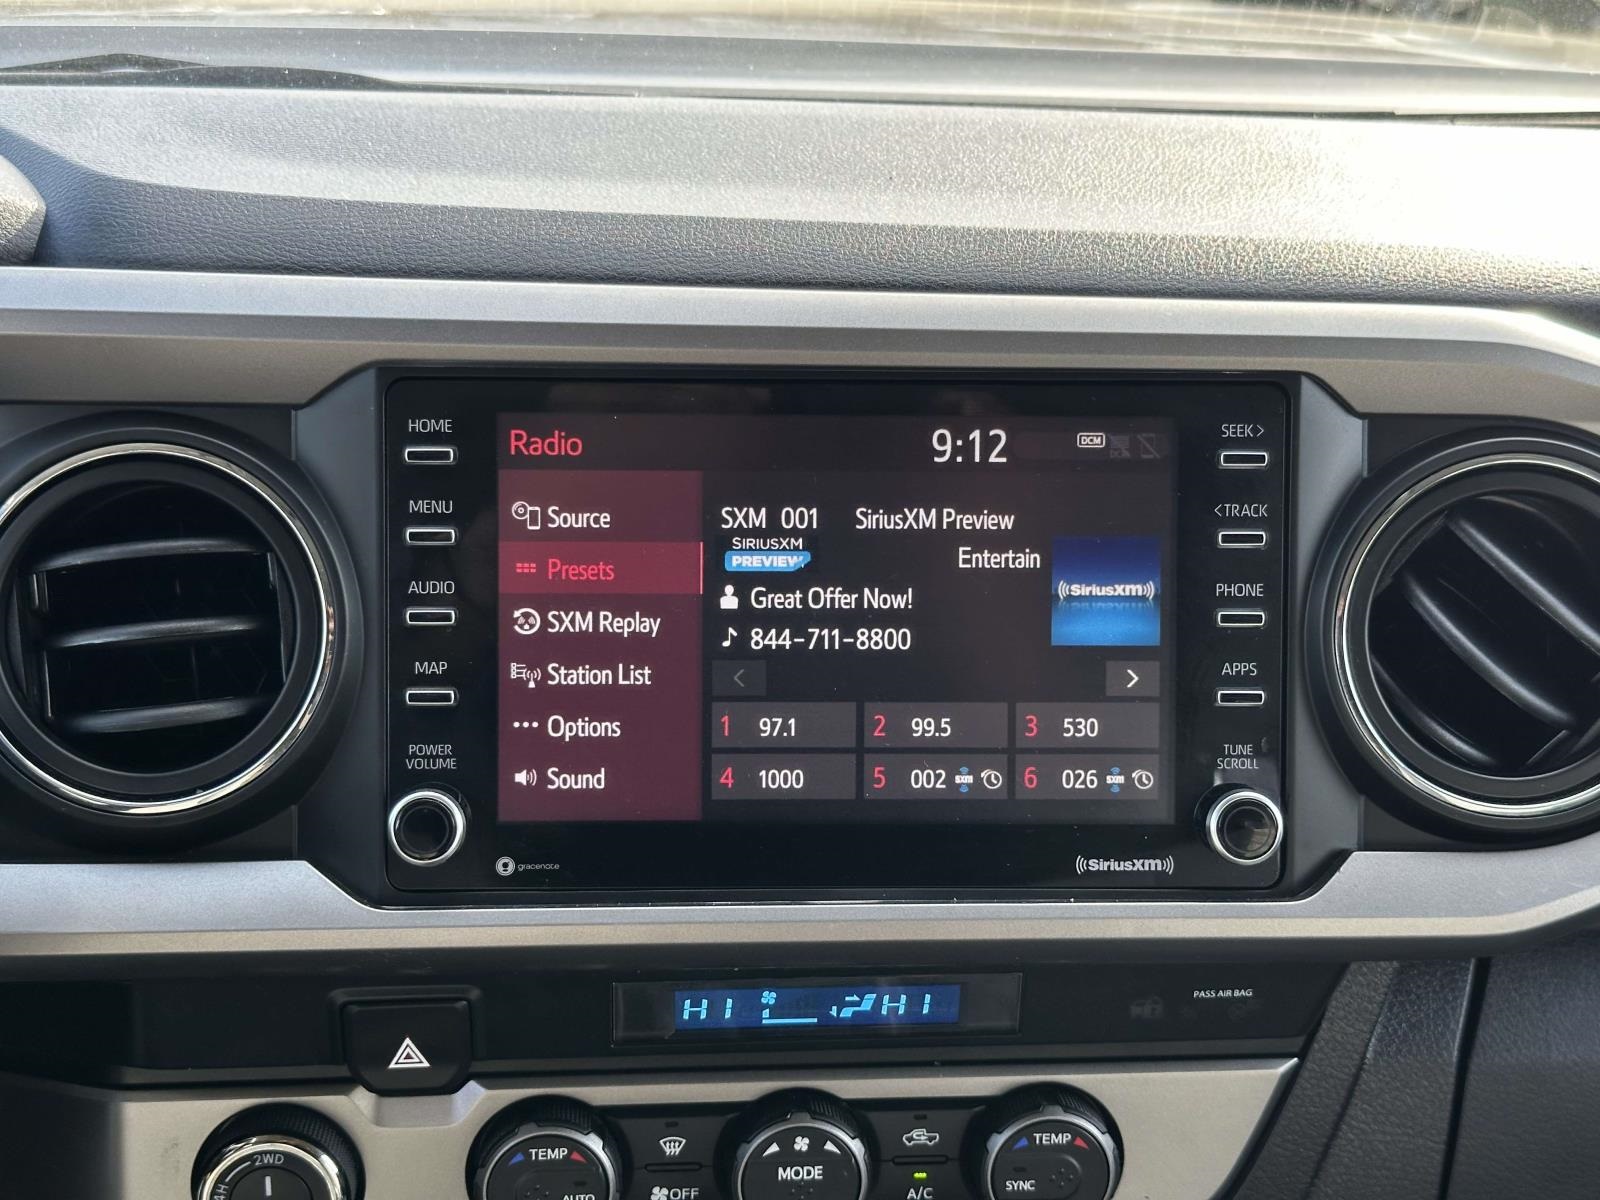 HOME
MENU
AUDIO
MAP
POWER
VOLUME
Radio
9:12
DCM
Source
Presets
SXM Replay
Station List
Options
Sound
SXM 001 SiriusXM Preview
SIRIUSXM
PREVIEW
Entertain
((SiriusXM))
Great Offer Now!
844-711-8800
<
>
1 97.1
2 99.5
3 530
4 1000
5 002 SXM
6 026 SXM
SEEK >
< TRACK
PHONE
APPS
TUNE
SCROLL
gracenote
((SiriusXM))
HI HI
PASS AIR BAG
2WD
TEMP
AUTO
OFF
MODE
A/C
TEMP
SYNC